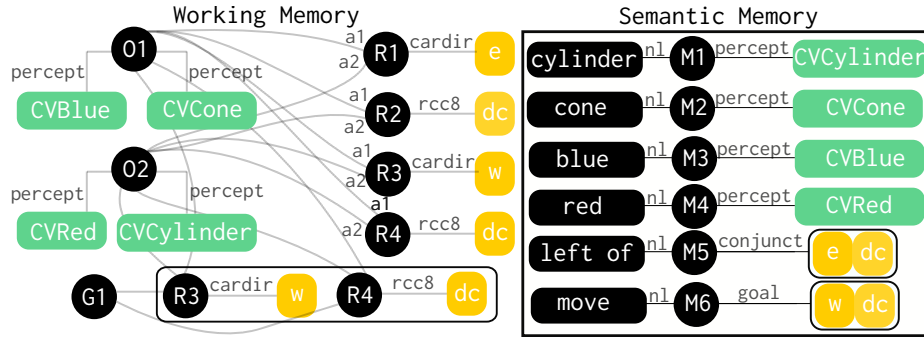 Working Memory
Semantic Memory
O1
percept
percept
CVBlue
CVCone
O2
percept
percept
CVRed
CVCylinder
G1
R3
cardir
w
R4
rcc8
dc
a1
a2
R1
cardir
e
a1
a2
R2
rcc8
dc
a1
a2
R3
cardir
w
a1
a2
R4
rcc8
dc
cylinder nl M1 percept CVCylinder
cone nl M2 percept CVCone
blue nl M3 percept CVBlue
red nl M4 percept CVRed
left of nl M5 conjunct e dc
move nl M6 goal w dc